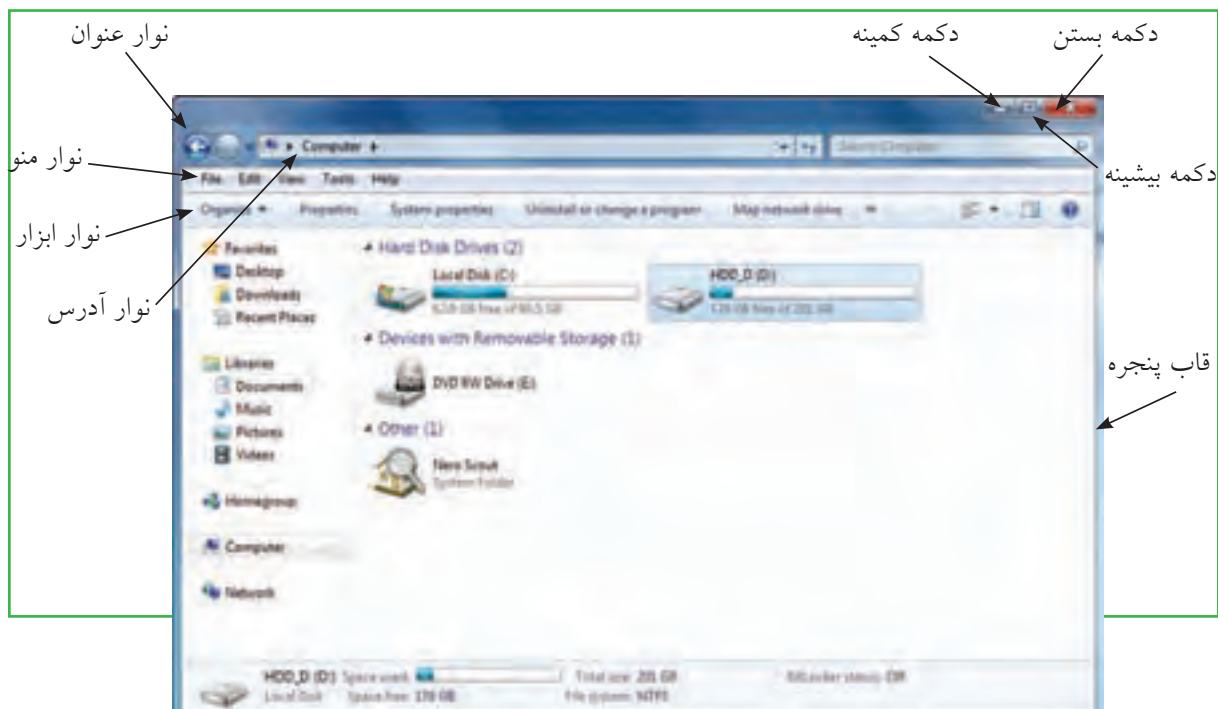 نوار عنوان
دکمه کمینه
دکمه بستن
نوار منو
دکمه بیشینه
نوار ابزار
نوار آدرس
قاب پنجره
Computer
File Edit View Tools Help
Organize Properties System properties Uninstall or change a program Map network drive
Favorites
Desktop
Downloads
Recent Places
Libraries
Documents
Music
Pictures
Videos
Homegroup
Computer
Network
Hard Disk Drives (2)
Local Disk (C:)
HDD_D (D:)
Devices with Removable Storage (1)
DVD RW Drive (E:)
Other (1)
Nero Scout
System Folder
HDD_D (D:) Space used: Total size: 201 GB
Local Disk Space free: File system: NTFS